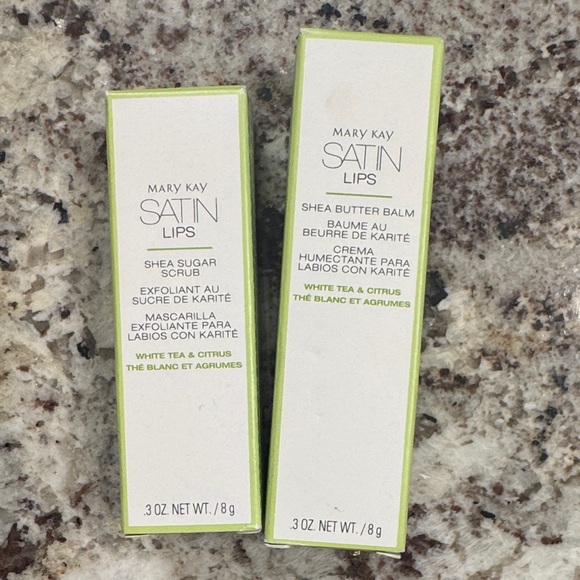 MARY KAY
SATIN
LIPS
SHEA SUGAR
SCRUB
EXFOLIANT AU
SUCRE DE KARITÉ
MASCARILLA
EXFOLIANTE PARA
LABIOS CON KARITÉ
WHITE TEA & CITRUS
THÉ BLANC ET AGRUMES
.3 OZ. NET WT. / 8 g
MARY KAY
SATIN
LIPS
SHEA BUTTER BALM
BAUME AU
BEURRE DE KARITÉ
CREMA
HUMECTANTE PARA
LABIOS CON KARITÉ
WHITE TEA & CITRUS
THÉ BLANC ET AGRUMES
.3 OZ. NET WT. / 8 g